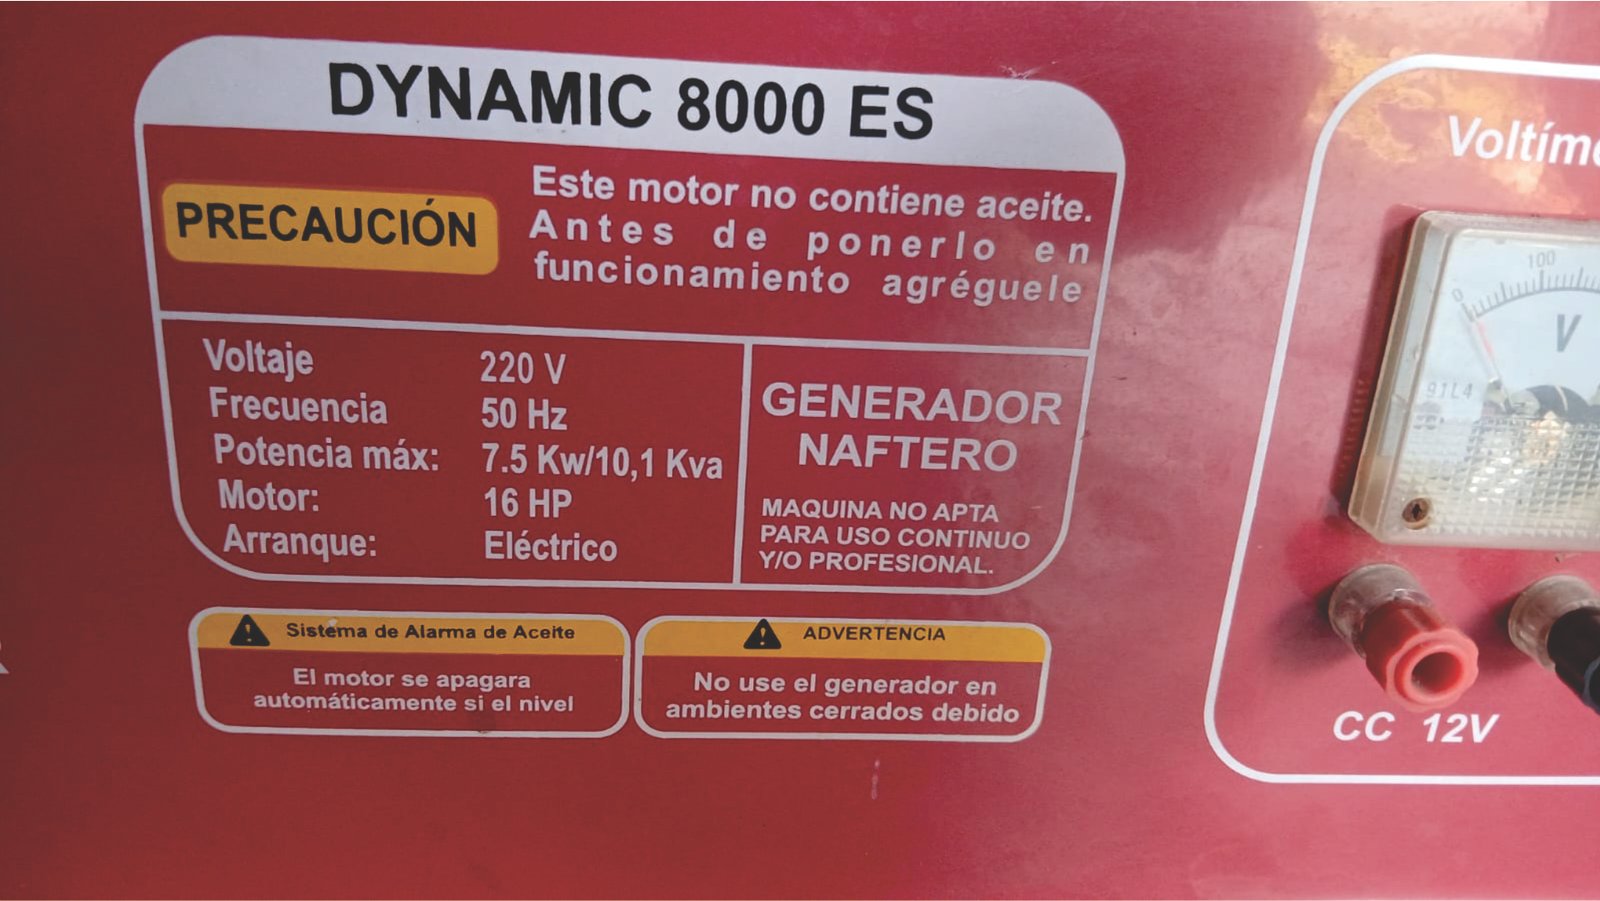 DYNAMIC 8000 ES
PRECAUCIÓN
Este motor no contiene aceite.
Antes de ponerlo en
funcionamiento agréguele
Voltaje 220 V
Frecuencia 50 Hz
Potencia máx: 7.5 Kw/10,1 Kva
Motor: 16 HP
Arranque: Eléctrico
GENERADOR
NAFTERO
MAQUINA NO APTA
PARA USO CONTINUO
Y/O PROFESIONAL.
Sistema de Alarma de Aceite
El motor se apagara
automáticamente si el nivel
ADVERTENCIA
No use el generador en
ambientes cerrados debido
Voltím
0 100
V
91L4
CC 12V